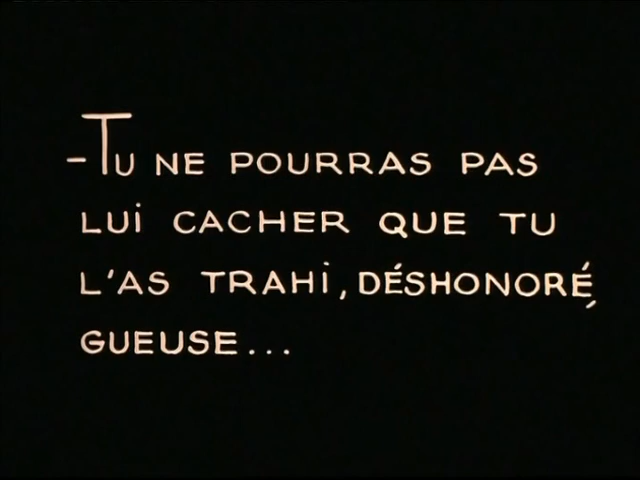 -TU NE POURRAS PAS
LUI CACHER QUE TU
L'AS TRAHI, DÉSHONORÉ,
GUEUSE...